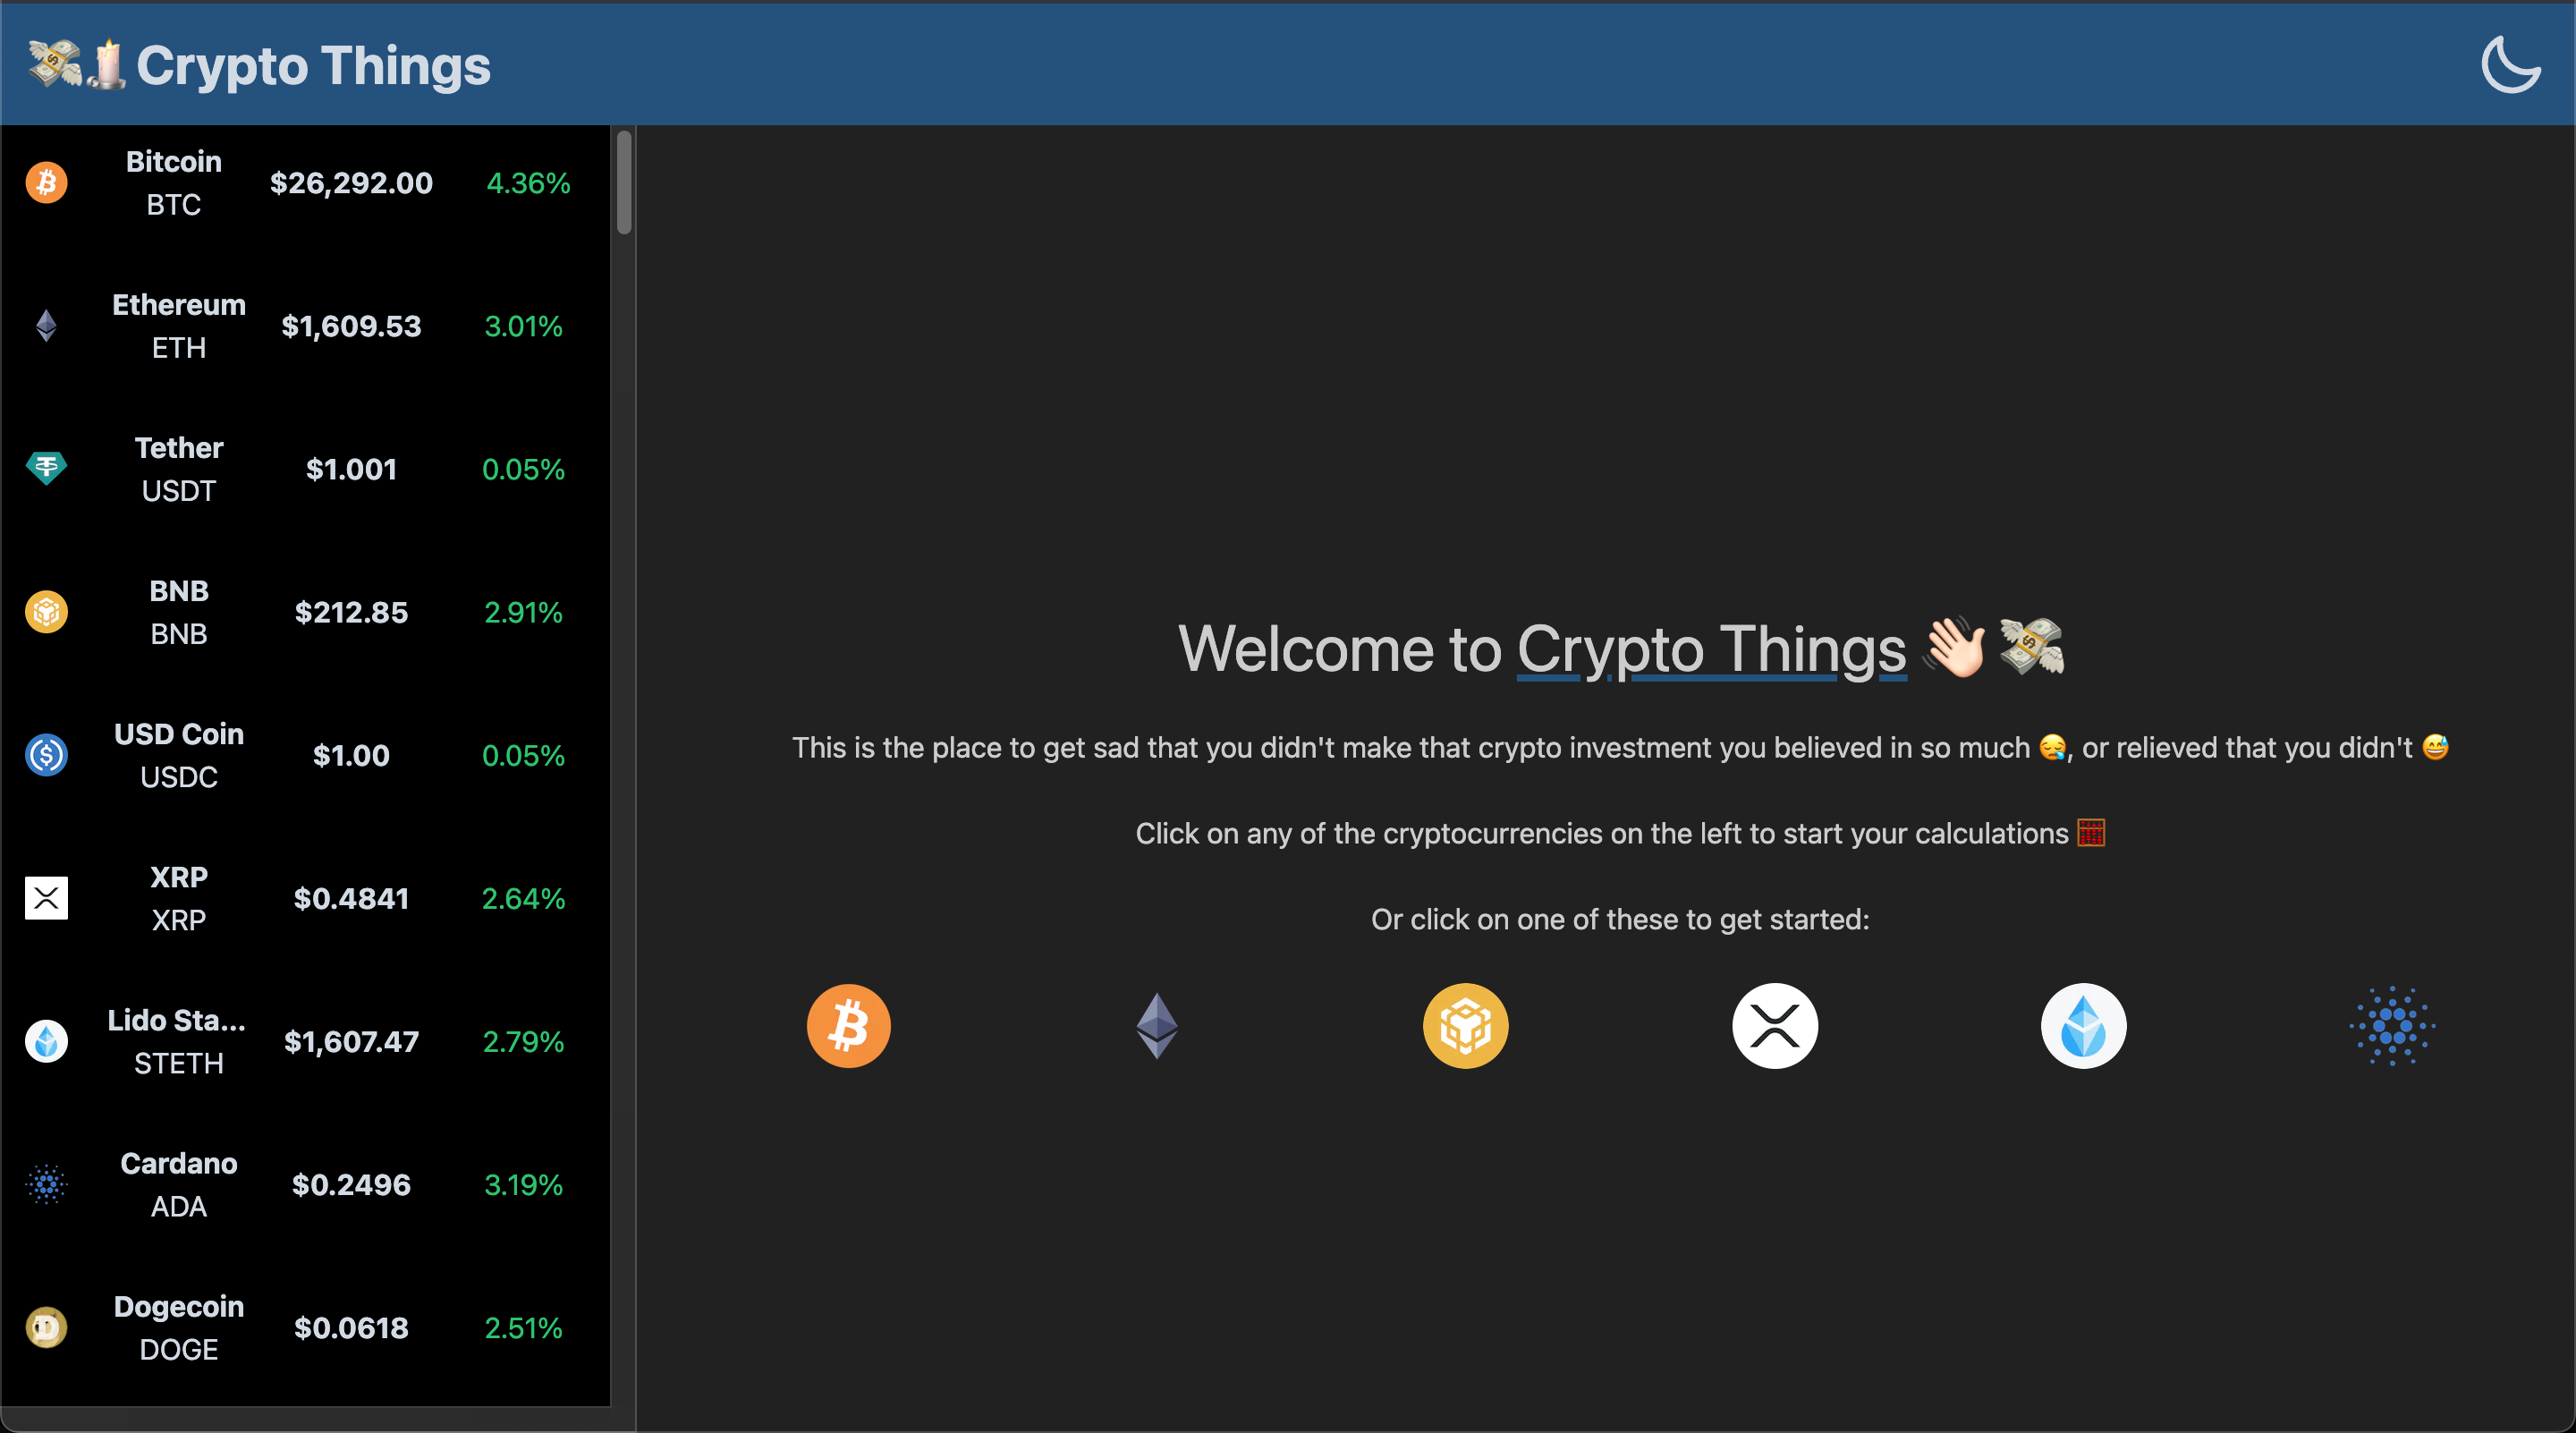 💸🕯️ Crypto Things
Bitcoin
BTC
$26,292.00
4.36%
Ethereum
ETH
$1,609.53
3.01%
Tether
USDT
$1.001
0.05%
BNB
BNB
$212.85
2.91%
USD Coin
USDC
$1.00
0.05%
XRP
XRP
$0.4841
2.64%
Lido Sta...
STETH
$1,607.47
2.79%
Cardano
ADA
$0.2496
3.19%
Dogecoin
DOGE
$0.0618
2.51%
Welcome to Crypto Things 👋🏻 💸
This is the place to get sad that you didn't make that crypto investment you believed in so much 😪, or relieved that you didn't 😅
Click on any of the cryptocurrencies on the left to start your calculations 🧮
Or click on one of these to get started: